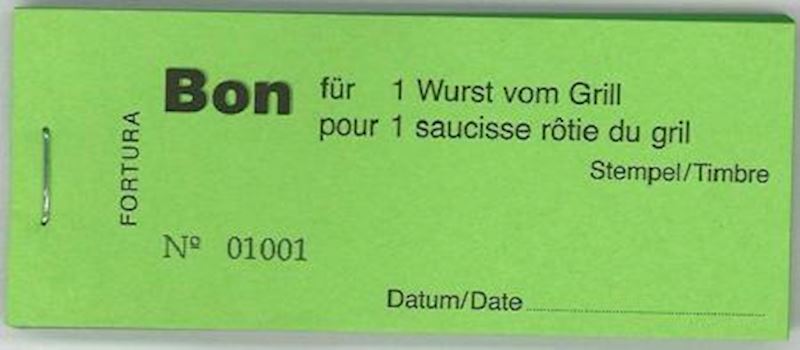 FORTURA
Bon für 1 Wurst vom Grill
pour 1 saucisse rôtie du gril
Stempel/Timbre
Nº 01001
Datum/Date